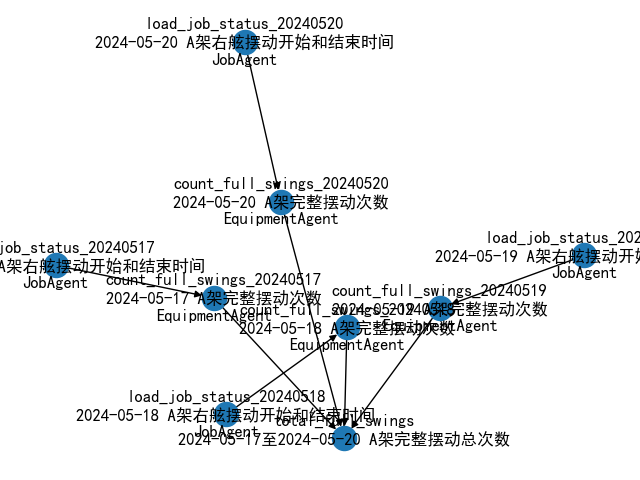 load_job_status_20240520
2024-05-20 A架右舷摆动开始和结束时间
JobAgent
count_full_swings_20240520
2024-05-20 A架完整摆动次数
EquipmentAgent
job_status_20240517
A架右舷摆动开始和结束时间
JobAgent
load_job_status_202
2024-05-19 A架右舷摆动开
JobAgent
count_full_swings_20240517
2024-05-17 A架完整摆动次数
EquipmentAgent
count_full_swings_20240519
2024-05-19 A架完整摆动次数
EquipmentAgent
count_full_swings_20240518
2024-05-18 A架完整摆动次数
EquipmentAgent
load_job_status_20240518
2024-05-18 A架右舷摆动开始和结束时间
JobAgent
total_full_swings
2024-05-17至2024-05-20 A架完整摆动总次数